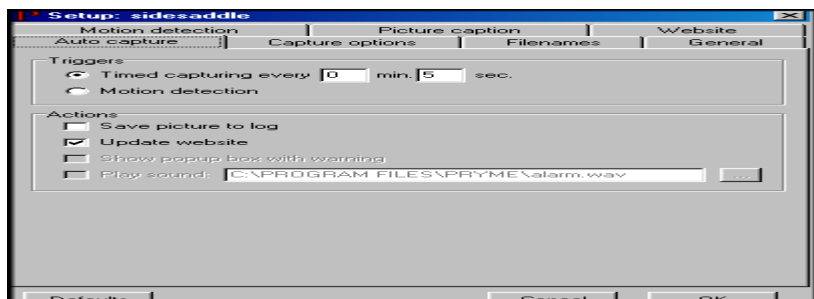 Setup: sidesaddle
Motion detection Picture caption Website
Auto capture Capture options Filenames General
Triggers
Timed capturing every 0 min. 5 sec.
Motion detection
Actions
Save picture to log
Update website
Show popup box with warning
Play sound: C:\PROGRAM FILES\PRYME\alarm.wav ...
Defaults Cancel OK